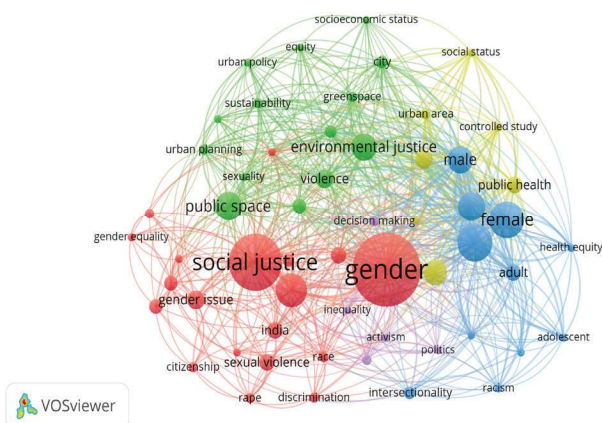 socioeconomic status
equity
social status
urban policy
city
greenspace
sustainability
urban area
controlled study
urban planning
environmental justice
male
sexuality
violence
public health
public space
decision making
female
gender equality
health equity
social justice
gender
adult
gender issue
inequality
india
activism
adolescent
politics
race
citizenship
sexual violence
racism
intersectionality
rape
discrimination
VOSviewer